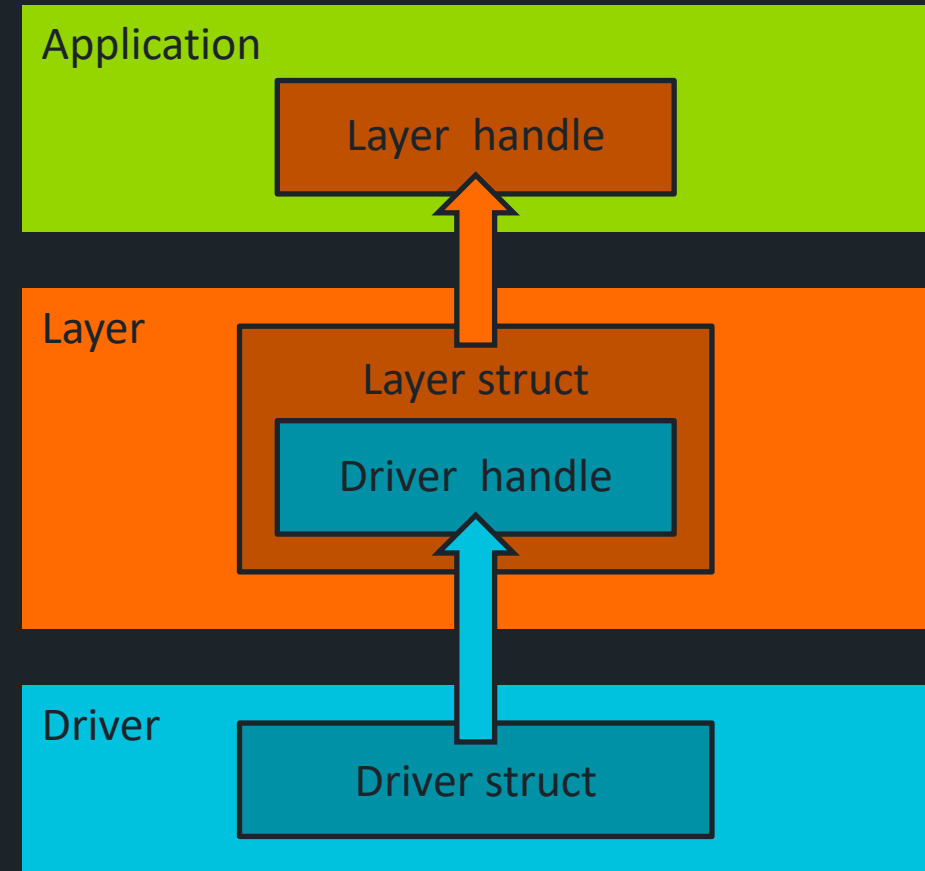 Application
Layer handle
Layer
Layer struct
Driver handle
Driver
Driver struct